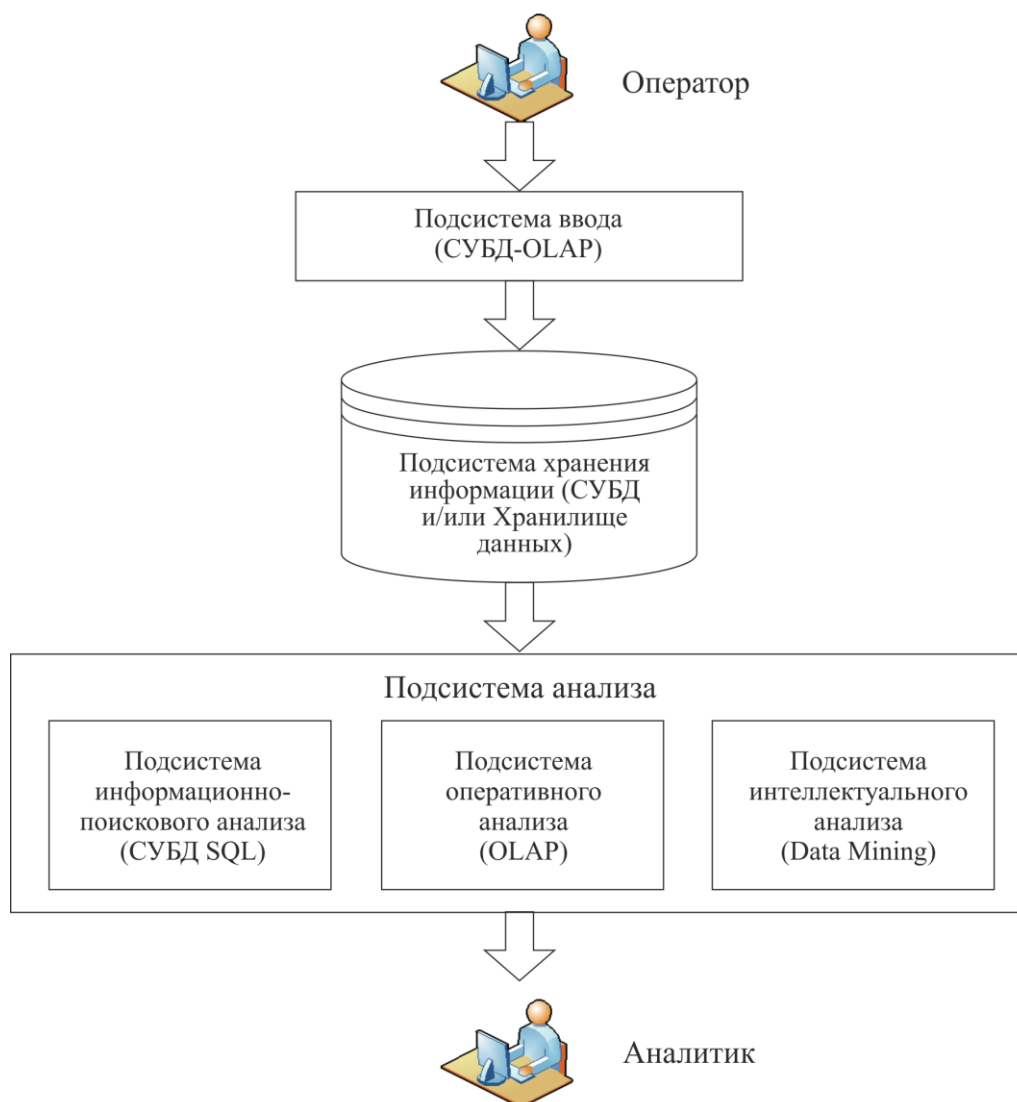 Оператор
Подсистема ввода
(СУБД-OLAP)
Подсистема хранения
информации (СУБД
и/или Хранилище
данных)
Подсистема анализа
Подсистема
информационно-
поискового анализа
(СУБД SQL)
Подсистема
оперативного
анализа
(OLAP)
Подсистема
интеллектуального
анализа
(Data Mining)
Аналитик